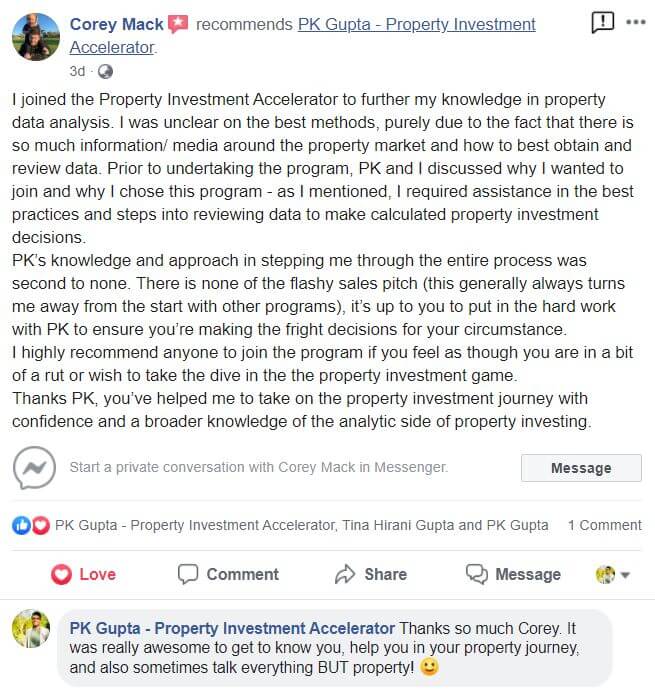 Corey Mack recommends PK Gupta - Property Investment
Accelerator.
3d ·
I joined the Property Investment Accelerator to further my knowledge in property
data analysis. I was unclear on the best methods, purely due to the fact that there is
so much information/ media around the property market and how to best obtain and
review data. Prior to undertaking the program, PK and I discussed why I wanted to
join and why I chose this program - as I mentioned, I required assistance in the best
practices and steps into reviewing data to make calculated property investment
decisions.
PK's knowledge and approach in stepping me through the entire process was
second to none. There is none of the flashy sales pitch (this generally always turns
me away from the start with other programs), it's up to you to put in the hard work
with PK to ensure you're making the fright decisions for your circumstance.
I highly recommend anyone to join the program if you feel as though you are in a bit
of a rut or wish to take the dive in the the property investment game.
Thanks PK, you've helped me to take on the property investment journey with
confidence and a broader knowledge of the analytic side of property investing.
Start a private conversation with Corey Mack in Messenger.
Message
PK Gupta - Property Investment Accelerator, Tina Hirani Gupta and PK Gupta 1 Comment
Love Comment Share Message
PK Gupta - Property Investment Accelerator Thanks so much Corey. It
was really awesome to get to know you, help you in your property journey,
and also sometimes talk everything BUT property! 😀